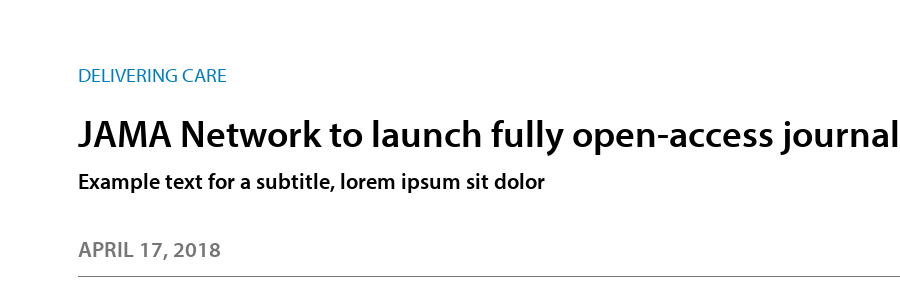 DELIVERING CARE
JAMA Network to launch fully open-access journal
Example text for a subtitle, lorem ipsum sit dolor
APRIL 17, 2018